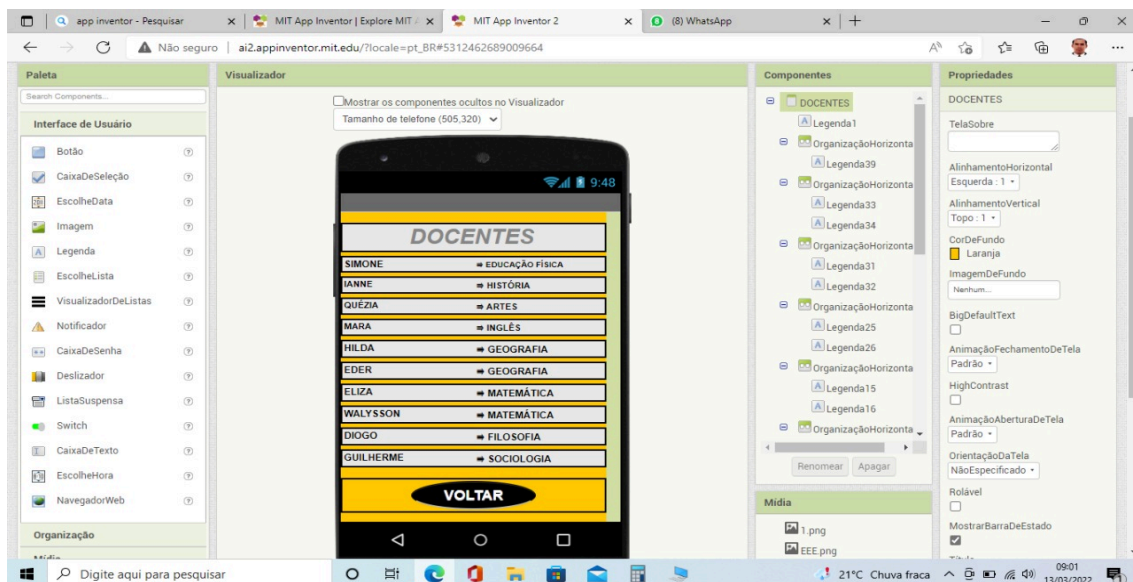 app inventor - Pesquisar
MIT App Inventor | Explore MIT A
MIT App Inventor 2
(8) WhatsApp
Não seguro
ai2.appinventor.mit.edu/?locale=pt_BR#5312462689009664
Paleta
Search Components...
Interface de Usuário
Botão
CaixaDeSeleção
EscolheData
Imagem
Legenda
EscolheLista
VisualizadorDeListas
Notificador
CaixaDeSenha
Deslizador
ListaSuspensa
Switch
CaixaDeTexto
EscolheHora
NavegadorWeb
Organização
Mídia
Visualizador
Mostrar os componentes ocultos no Visualizador
Tamanho de telefone (505,320)
9:48
DOCENTES
SIMONE ➠ EDUCAÇÃO FÍSICA
IANNE ➠ HISTÓRIA
QUÉZIA ➠ ARTES
MARA ➠ INGLÊS
HILDA ➠ GEOGRAFIA
EDER ➠ GEOGRAFIA
ELIZA ➠ MATEMÁTICA
WALYSSON ➠ MATEMÁTICA
DIOGO ➠ FILOSOFIA
GUILHERME ➠ SOCIOLOGIA
VOLTAR
Componentes
DOCENTES
Legenda1
OrganizaçãoHorizonta
Legenda39
OrganizaçãoHorizonta
Legenda33
Legenda34
OrganizaçãoHorizonta
Legenda31
Legenda32
OrganizaçãoHorizonta
Legenda25
Legenda26
OrganizaçãoHorizonta
Legenda15
Legenda16
OrganizaçãoHorizonta
Renomear Apagar
Mídia
1.png
EEE.png
Propriedades
DOCENTES
TelaSobre
AlinhamentoHorizontal
Esquerda : 1
AlinhamentoVertical
Topo : 1
CorDeFundo
Laranja
ImagemDeFundo
Nenhum...
BigDefaultText
AnimaçãoFechamentoDeTela
Padrão
HighContrast
AnimaçãoAberturaDeTela
Padrão
OrientaçãoDaTela
NãoEspecificado
Rolável
MostrarBarraDeEstado
Título
Digite aqui para pesquisar
21°C Chuva fraca
09:01
13/03/2022